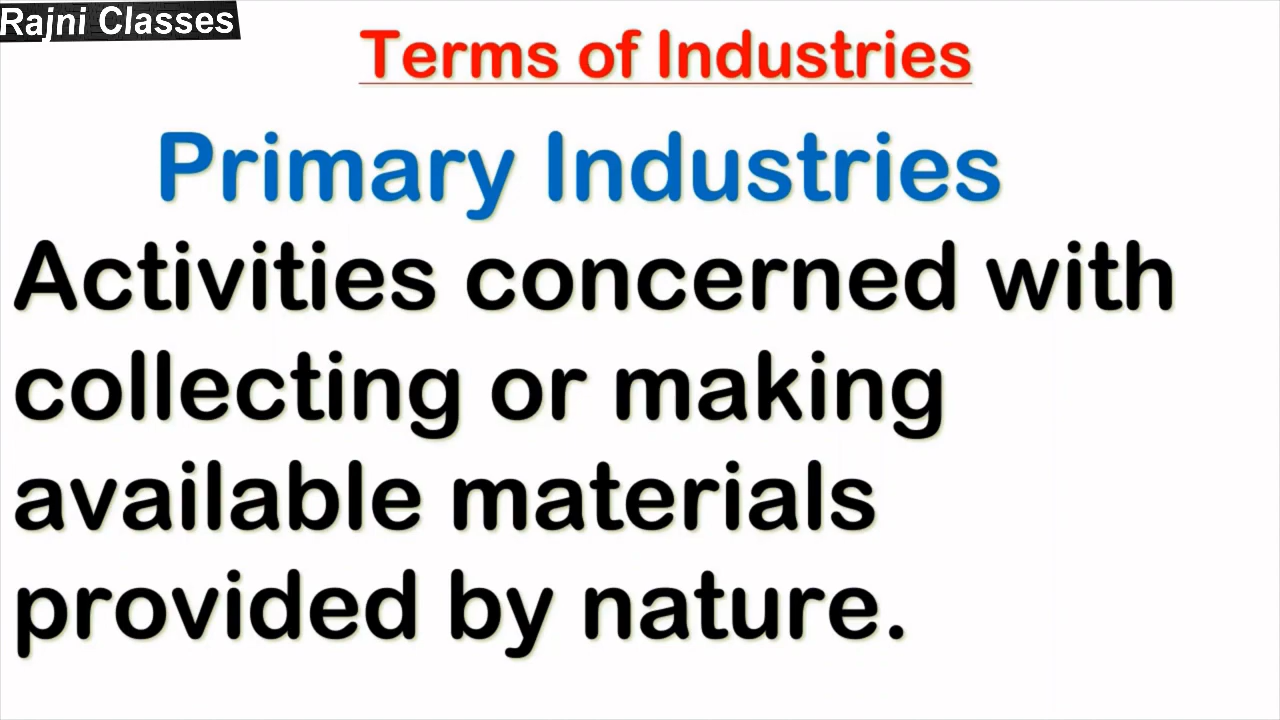 Rajni Classes
Terms of Industries
Primary Industries
Activities concerned with
collecting or making
available materials
provided by nature.